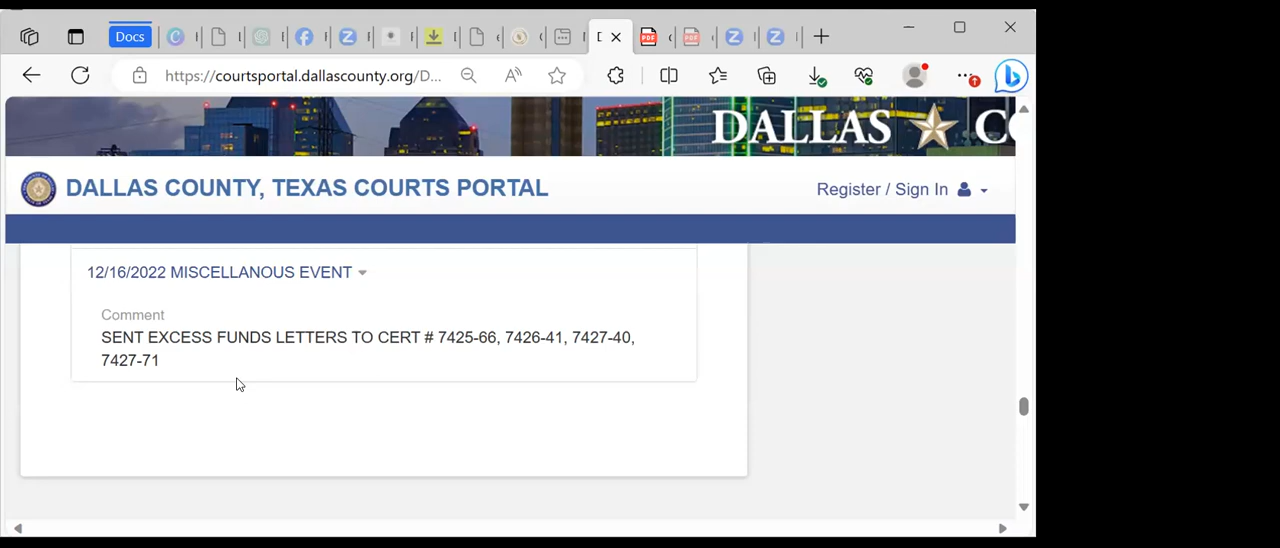 Docs
https://courtsportal.dallascounty.org/D...
DALLAS CO
DALLAS COUNTY, TEXAS COURTS PORTAL
Register / Sign In
12/16/2022 MISCELLANOUS EVENT
Comment
SENT EXCESS FUNDS LETTERS TO CERT # 7425-66, 7426-41, 7427-40,
7427-71